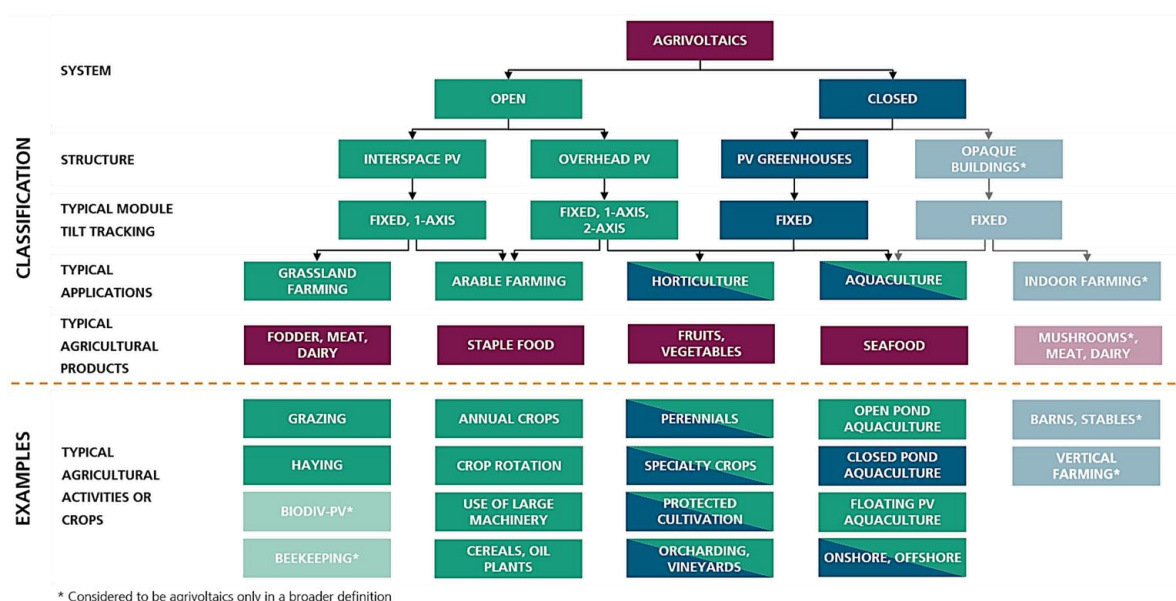 AGRIVOLTAICS
SYSTEM
OPEN
CLOSED
CLASSIFICATION
STRUCTURE
INTERSPACE PV
OVERHEAD PV
PV GREENHOUSES
OPAQUE
BUILDINGS*
TYPICAL MODULE
TILT TRACKING
FIXED, 1-AXIS
FIXED, 1-AXIS,
2-AXIS
FIXED
FIXED
TYPICAL
APPLICATIONS
GRASSLAND
FARMING
ARABLE FARMING
HORTICULTURE
AQUACULTURE
INDOOR FARMING*
TYPICAL
AGRICULTURAL
PRODUCTS
FODDER, MEAT,
DAIRY
STAPLE FOOD
FRUITS,
VEGETABLES
SEAFOOD
MUSHROOMS*,
MEAT, DAIRY
EXAMPLES
TYPICAL
AGRICULTURAL
ACTIVITIES OR
CROPS
GRAZING
ANNUAL CROPS
PERENNIALS
OPEN POND
AQUACULTURE
BARNS, STABLES*
HAYING
CROP ROTATION
SPECIALTY CROPS
CLOSED POND
AQUACULTURE
VERTICAL
FARMING*
BIODIV-PV*
USE OF LARGE
MACHINERY
PROTECTED
CULTIVATION
FLOATING PV
AQUACULTURE
BEEKEEPING*
CEREALS, OIL
PLANTS
ORCHARDING,
VINEYARDS
ONSHORE, OFFSHORE
* Considered to be agrivoltaics only in a broader definition